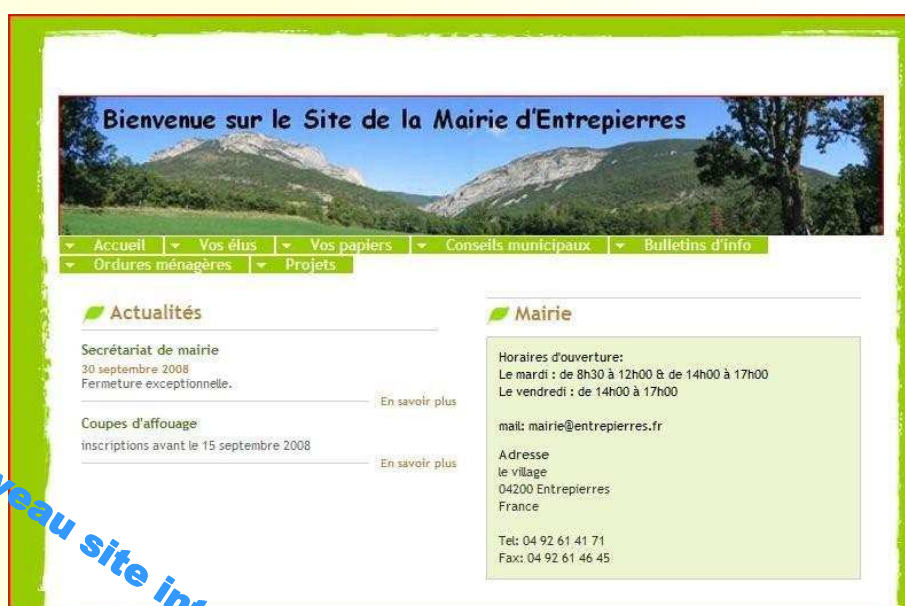 Bienvenue sur le Site de la Mairie d'Entrepierres
Accueil Vos élus Vos papiers Conseils municipaux Bulletins d'info
Ordures ménagères Projets
Actualités
Secrétariat de mairie
30 septembre 2008
Fermeture exceptionnelle.
En savoir plus
Coupes d'affouage
inscriptions avant le 15 septembre 2008
En savoir plus
Mairie
Horaires d'ouverture:
Le mardi : de 8h30 à 12h00 & de 14h00 à 17h00
Le vendredi : de 14h00 à 17h00
mail: mairie@entrepierres.fr
Adresse
le village
04200 Entrepierres
France
Tel: 04 92 61 41 71
Fax: 04 92 61 46 45
site